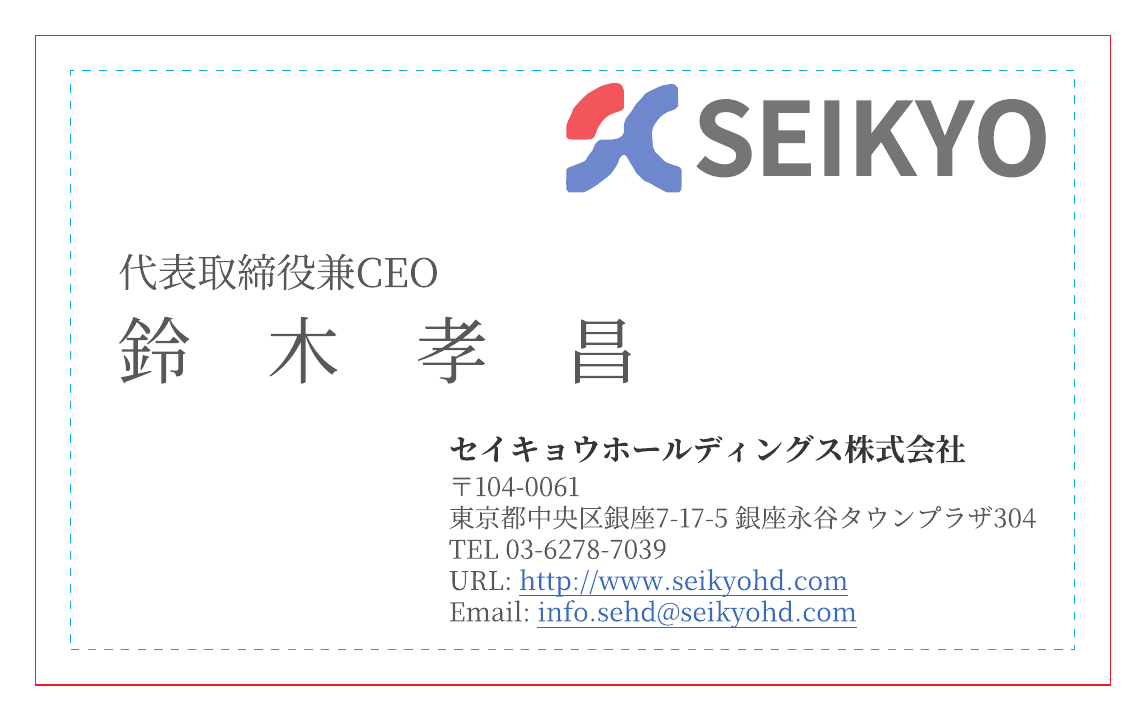 SEIKYO
代表取締役兼CEO
鈴 木 孝 昌
セイキョウホールディングス株式会社
〒104-0061
東京都中央区銀座7-17-5 銀座永谷タウンプラザ304
TEL 03-6278-7039
URL: http://www.seikyohd.com
Email: info.sehd@seikyohd.com